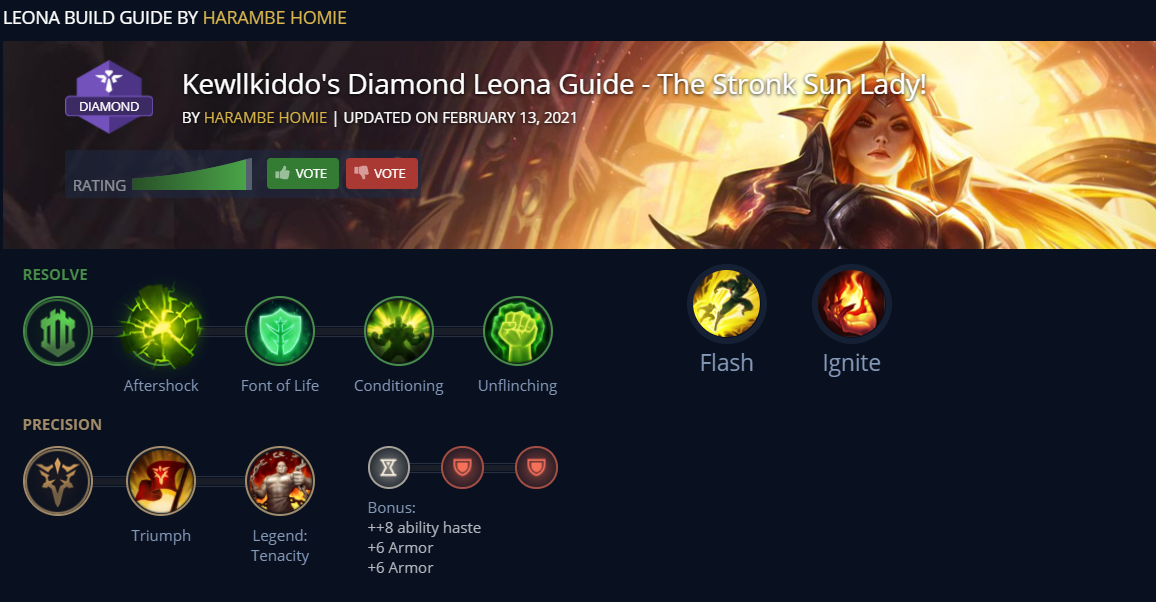 LEONA BUILD GUIDE BY HARAMBE HOMIE
Kewllkiddo's Diamond Leona Guide - The Stronk Sun Lady!
DIAMOND
BY HARAMBE HOMIE | UPDATED ON FEBRUARY 13, 2021
RATING
VOTE
VOTE
RESOLVE
Aftershock
Font of Life
Conditioning
Unflinching
Flash
Ignite
PRECISION
Triumph
Legend:
Tenacity
Bonus:
++8 ability haste
+6 Armor
+6 Armor